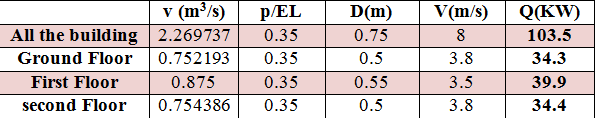 v (m³/s) p/EL D(m) V(m/s) Q(KW)
All the building 2.269737 0.35 0.75 8 103.5
Ground Floor 0.752193 0.35 0.5 3.8 34.3
First Floor 0.875 0.35 0.55 3.5 39.9
second Floor 0.754386 0.35 0.5 3.8 34.4